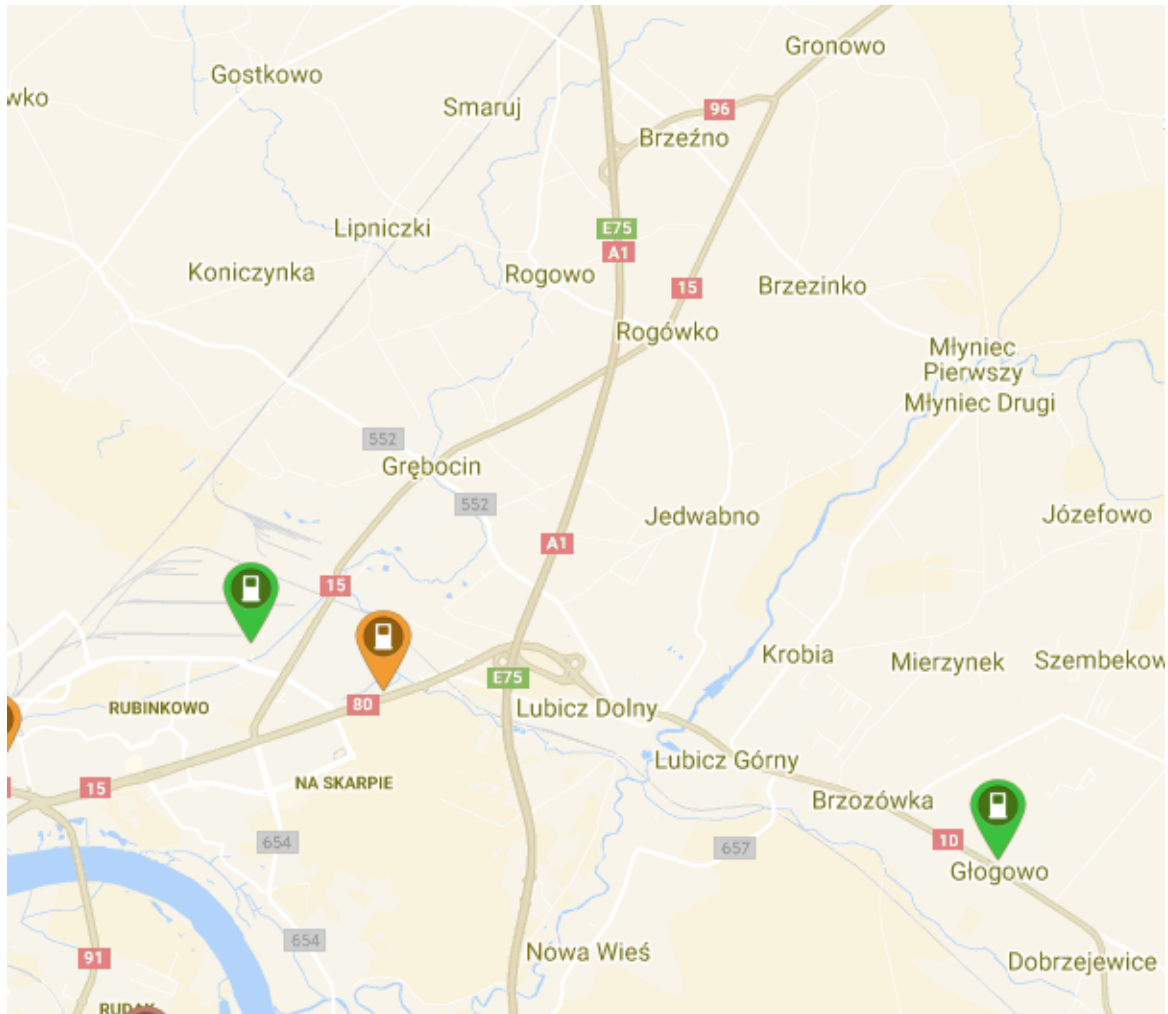 Gronowo
Gostkowo
wko
Smaruj
96
Brzeźno
Lipniczki
E75
A1
Koniczynka
Rogowo
15
Brzezinko
Rogówko
Młyniec
Pierwszy
Młyniec Drugi
552
Grębocin
552
Jedwabno
Józefowo
A1
15
Krobia
Mierzynek
Szembekow
E75
RUBINKOWO
80
Lubicz Dolny
Lubicz Górny
NA SKARPIE
15
Brzozówka
654
657
10
Głogowo
654
Nowa Wieś
91
Dobrzejewice
RUDAK